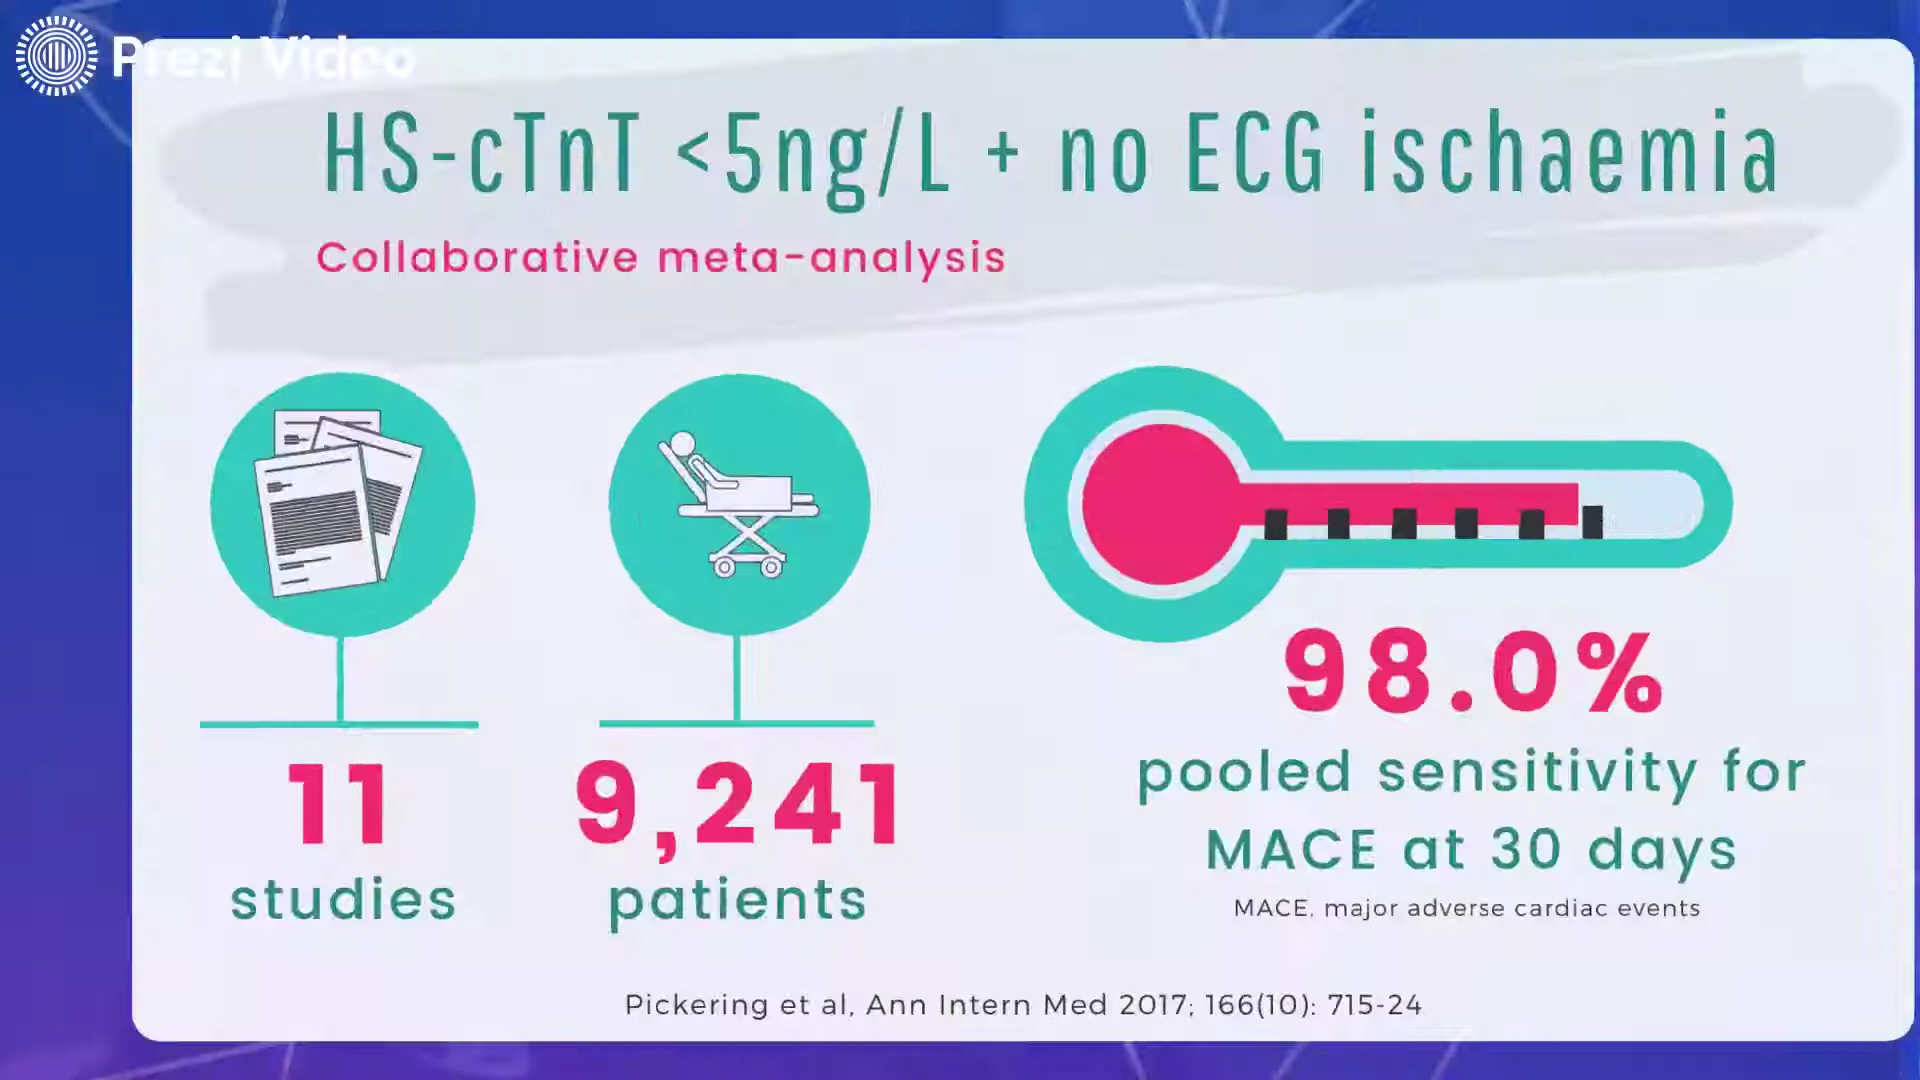 Prezi Video
HS-cTnT <5ng/L + no ECG ischaemia
Collaborative meta-analysis
11
studies
9,241
patients
98.0%
pooled sensitivity for
MACE at 30 days
MACE, major adverse cardiac events
Pickering et al, Ann Intern Med 2017; 166(10): 715-24